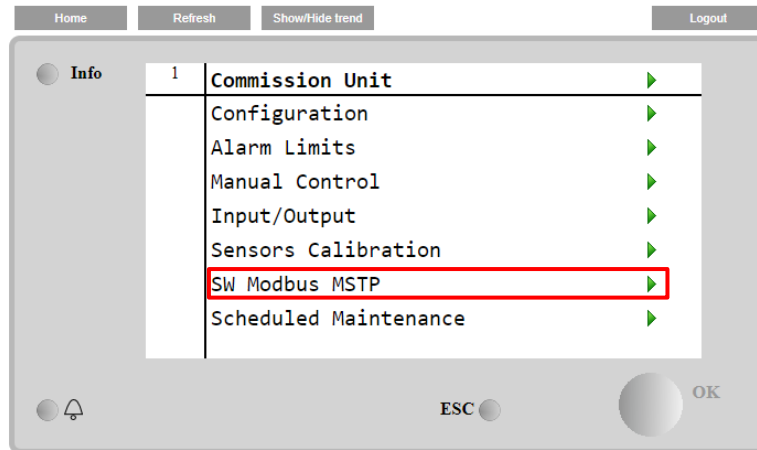 Home Refresh Show/Hide trend Logout
Info 1 Commission Unit
Configuration
Alarm Limits
Manual Control
Input/Output
Sensors Calibration
SW Modbus MSTP
Scheduled Maintenance
ESC OK